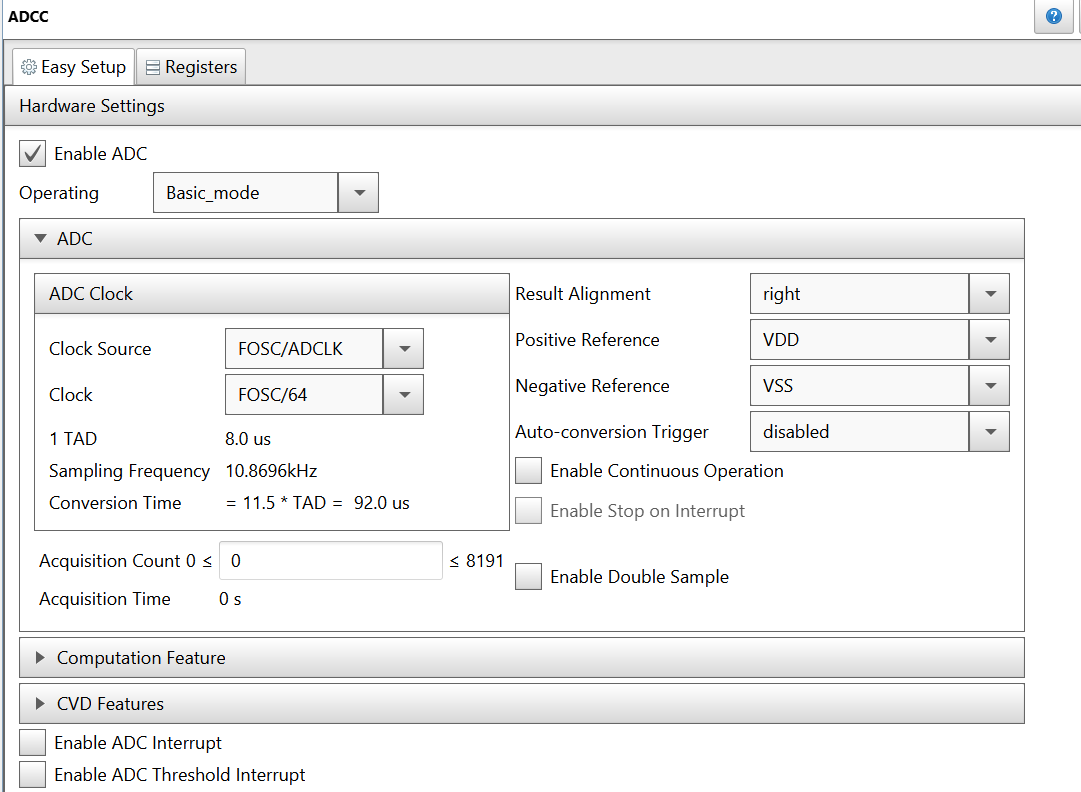 ADCC
Easy Setup
Registers
Hardware Settings
Enable ADC
Operating Basic_mode
ADC
ADC Clock
Clock Source FOSC/ADCLK
Clock FOSC/64
1 TAD 8.0 us
Sampling Frequency 10.8696kHz
Conversion Time = 11.5 * TAD = 92.0 us
Acquisition Count 0 ≤ 0 ≤ 8191
Acquisition Time 0 s
Result Alignment right
Positive Reference VDD
Negative Reference VSS
Auto-conversion Trigger disabled
Enable Continuous Operation
Enable Stop on Interrupt
Enable Double Sample
Computation Feature
CVD Features
Enable ADC Interrupt
Enable ADC Threshold Interrupt